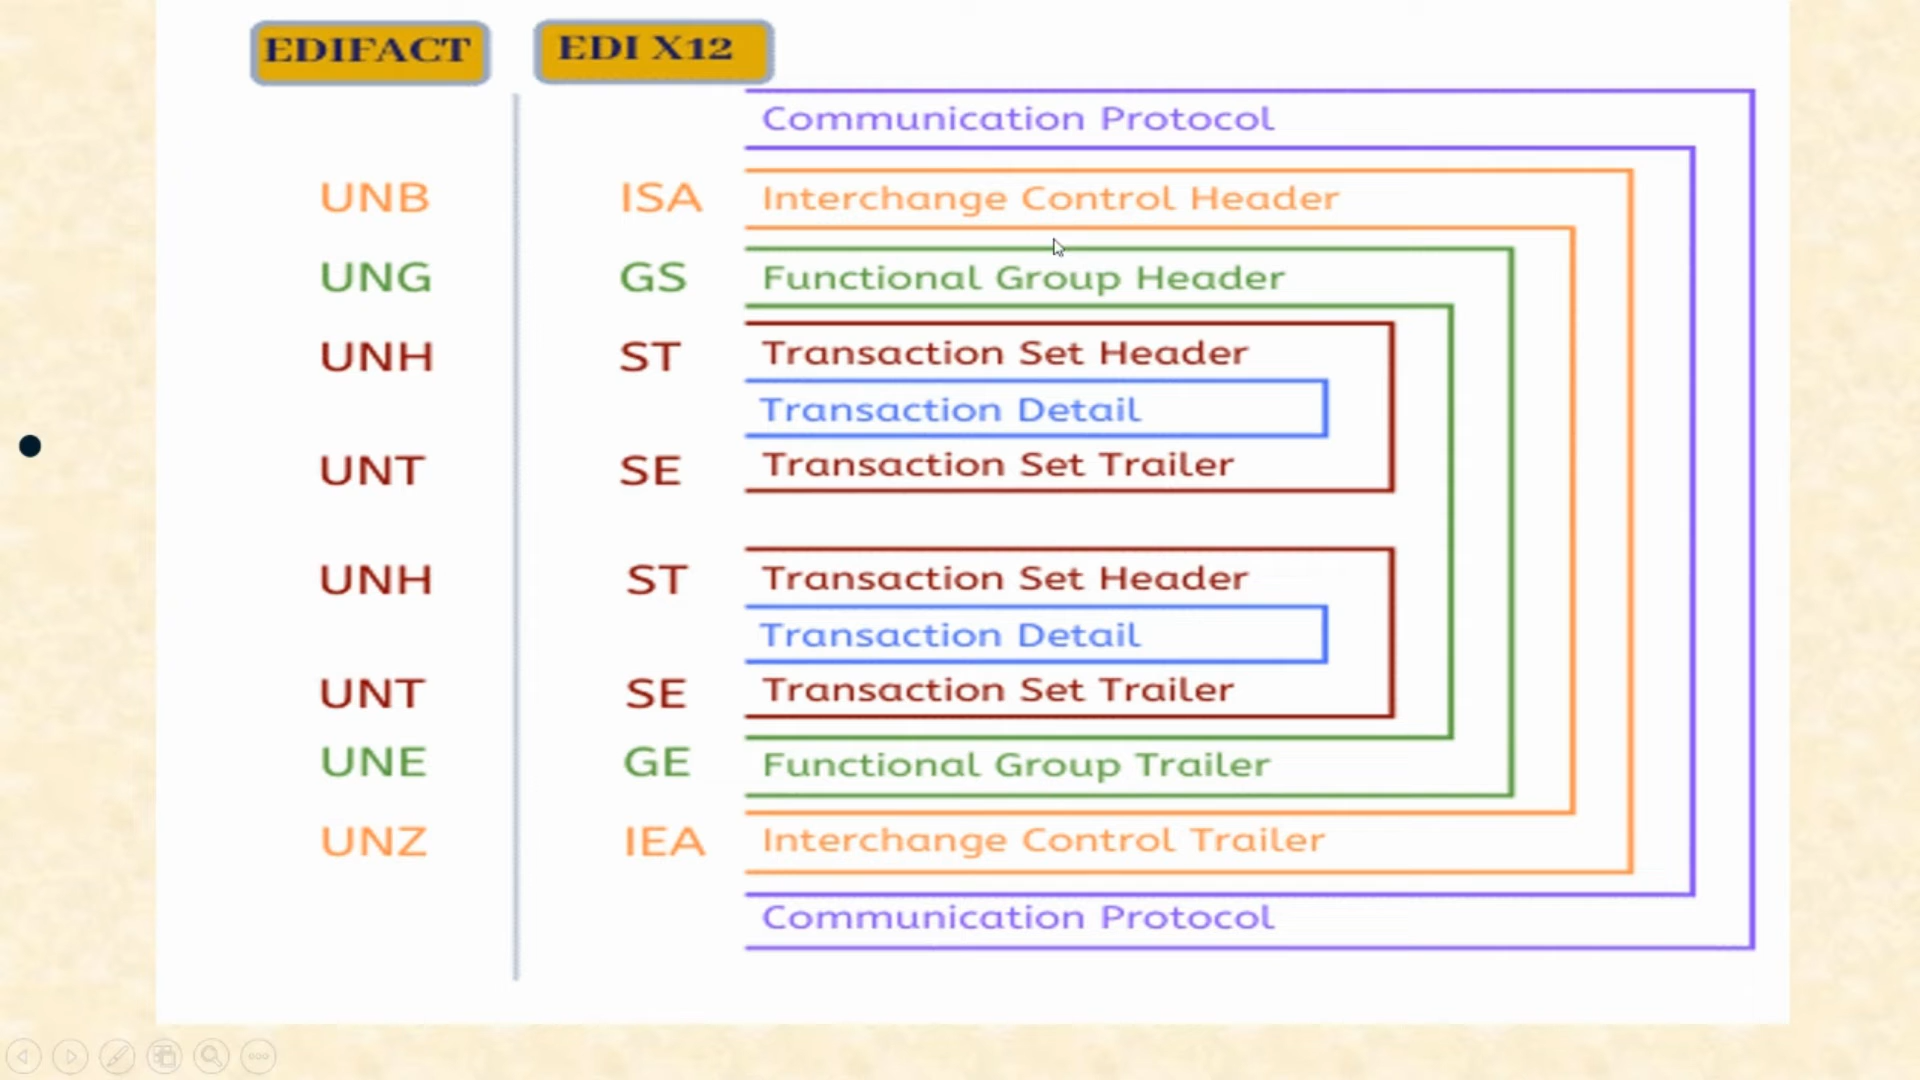 EDIFACT EDI X12
Communication Protocol
UNB ISA Interchange Control Header
UNG GS Functional Group Header
UNH ST Transaction Set Header
Transaction Detail
UNT SE Transaction Set Trailer
UNH ST Transaction Set Header
Transaction Detail
UNT SE Transaction Set Trailer
UNE GE Functional Group Trailer
UNZ IEA Interchange Control Trailer
Communication Protocol